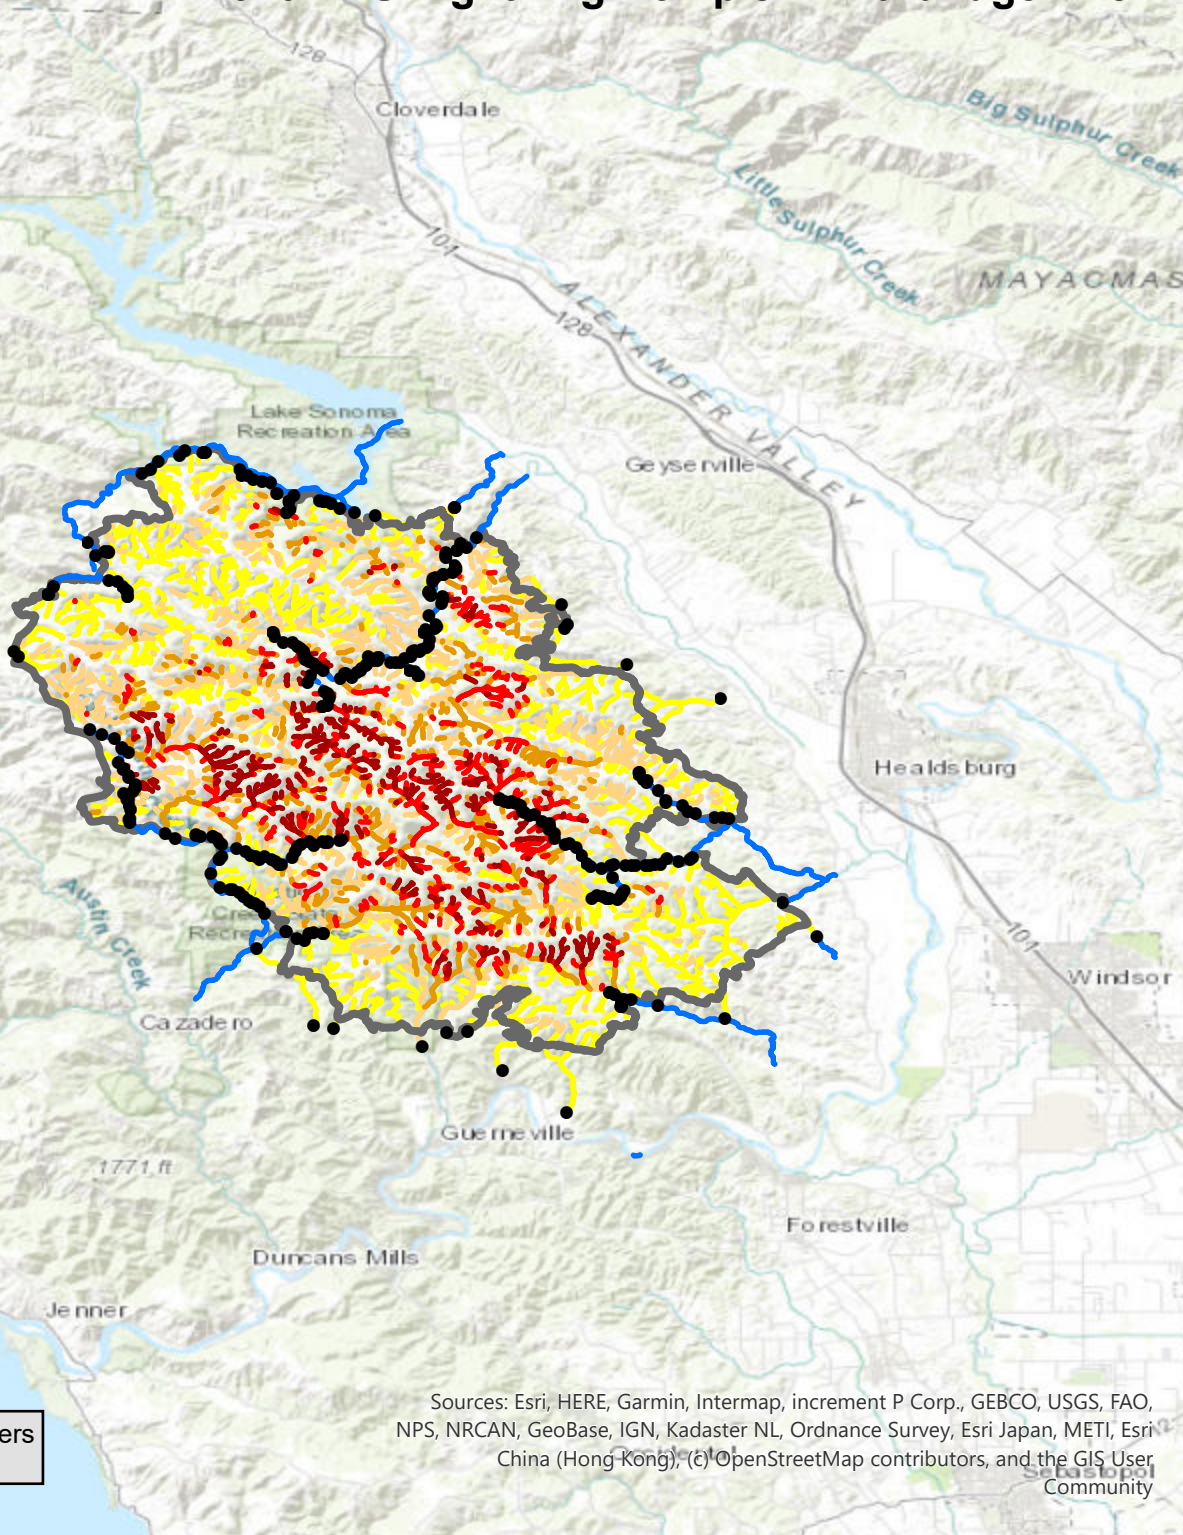 128
Cloverdale
Big Sulphur Creek
Little Sulphur Creek
101
MAYACMAS
ALEXANDER VALLEY
128
Lake Sonoma
Recreation Area
Geyserville
Healdsburg
Austin Creek
101
Windsor
Cazadero
Guerneville
1771 ft
Forestville
Duncans Mills
Jenner
Sources: Esri, HERE, Garmin, Intermap, increment P Corp., GEBCO, USGS, FAO,
NPS, NRCAN, GeoBase, IGN, Kadaster NL, Ordnance Survey, Esri Japan, METI, Esri
China (Hong Kong), (c) OpenStreetMap contributors, and the GIS User
Community
ers
Occidental
Sebastopol